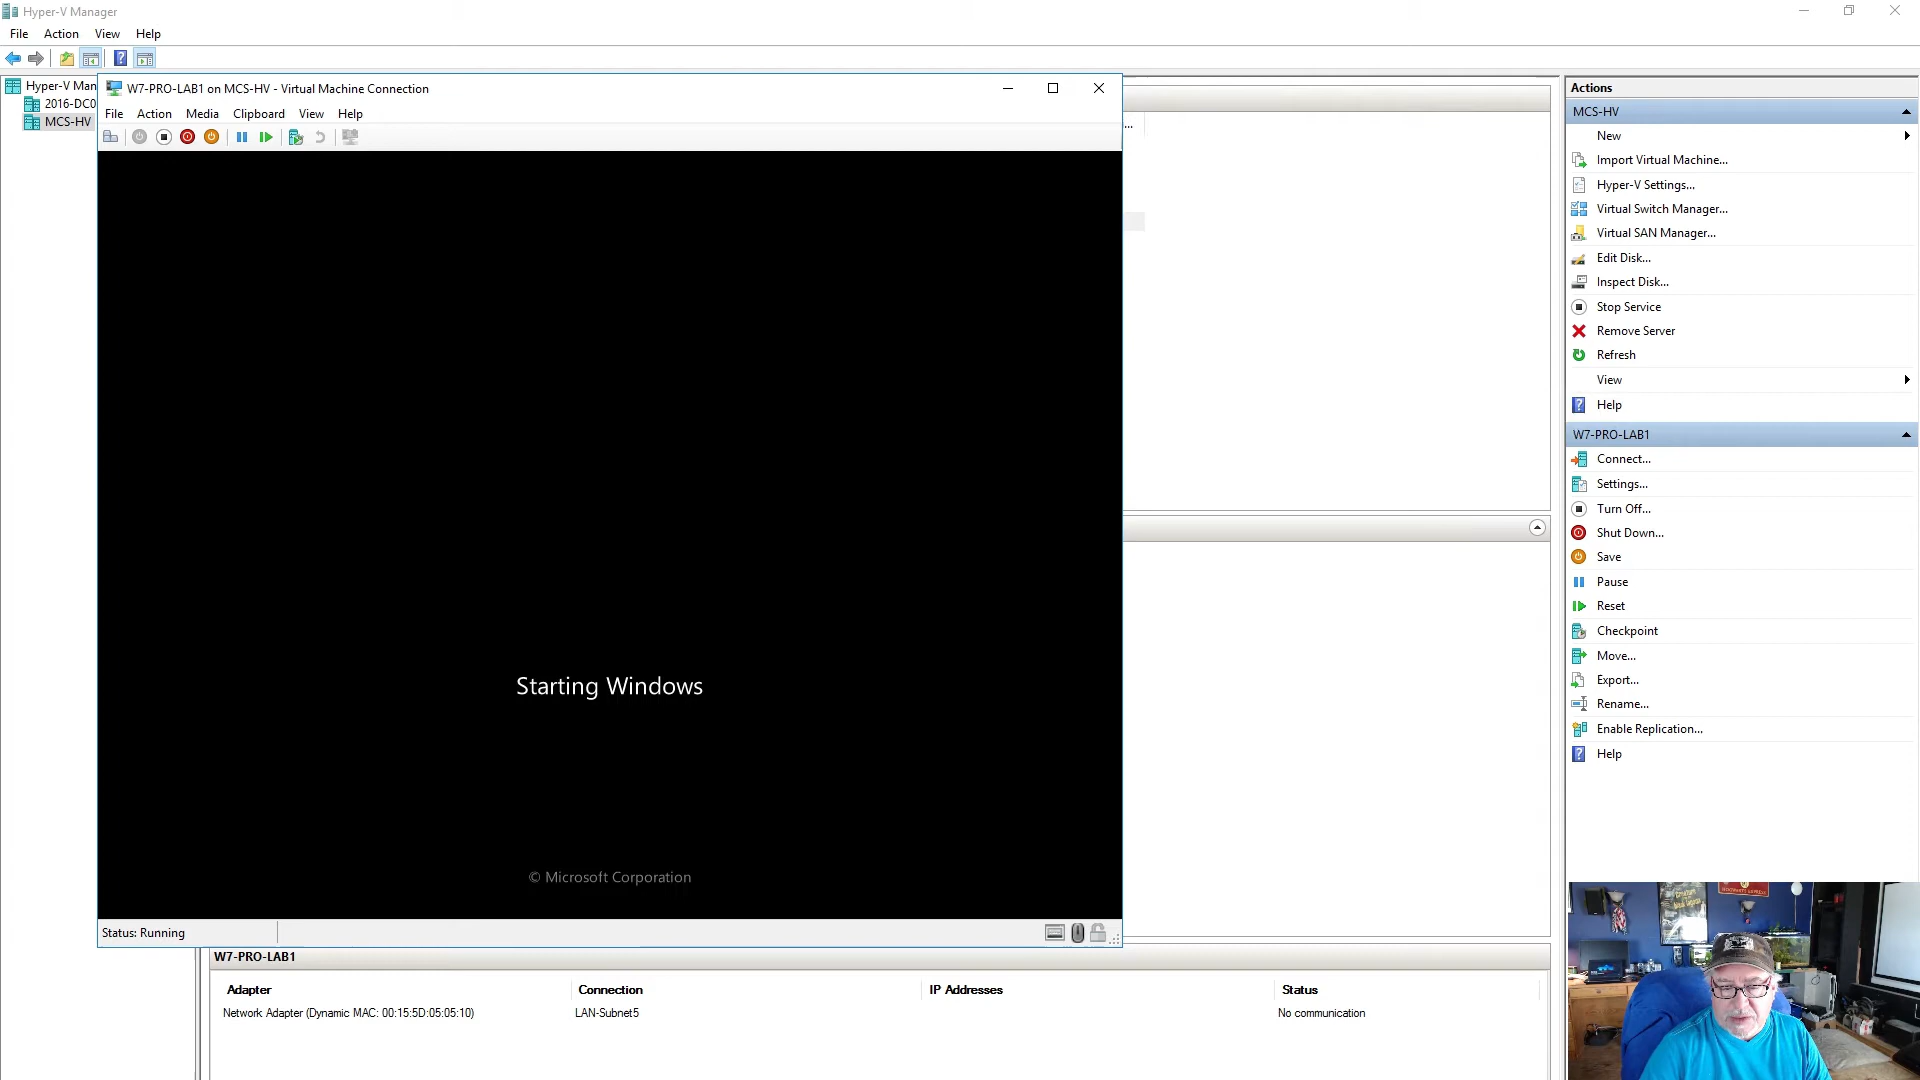 Hyper-V Manager
File Action View Help
Hyper-V Man
2016-DC0
MCS-HV
W7-PRO-LAB1 on MCS-HV - Virtual Machine Connection
File Action Media Clipboard View Help
...
Starting Windows
© Microsoft Corporation
Status: Running
W7-PRO-LAB1
Adapter Connection IP Addresses Status
Network Adapter (Dynamic MAC: 00:15:5D:05:05:10) LAN-Subnet5 No communication
Actions
MCS-HV
New
Import Virtual Machine...
Hyper-V Settings...
Virtual Switch Manager...
Virtual SAN Manager...
Edit Disk...
Inspect Disk...
Stop Service
Remove Server
Refresh
View
Help
W7-PRO-LAB1
Connect...
Settings...
Turn Off...
Shut Down...
Save
Pause
Reset
Checkpoint
Move...
Export...
Rename...
Enable Replication...
Help